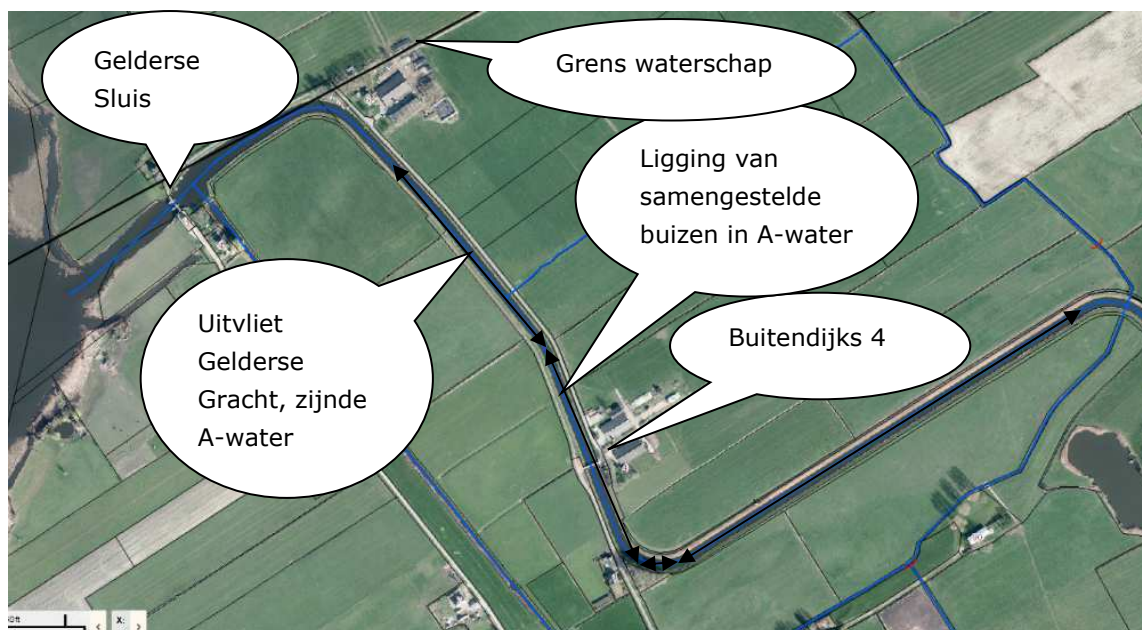 Gelderse
Sluis
Grens waterschap
Ligging van
samengestelde
buizen in A-water
Uitvliet
Gelderse
Gracht, zijnde
A-water
Buitendijks 4
X: